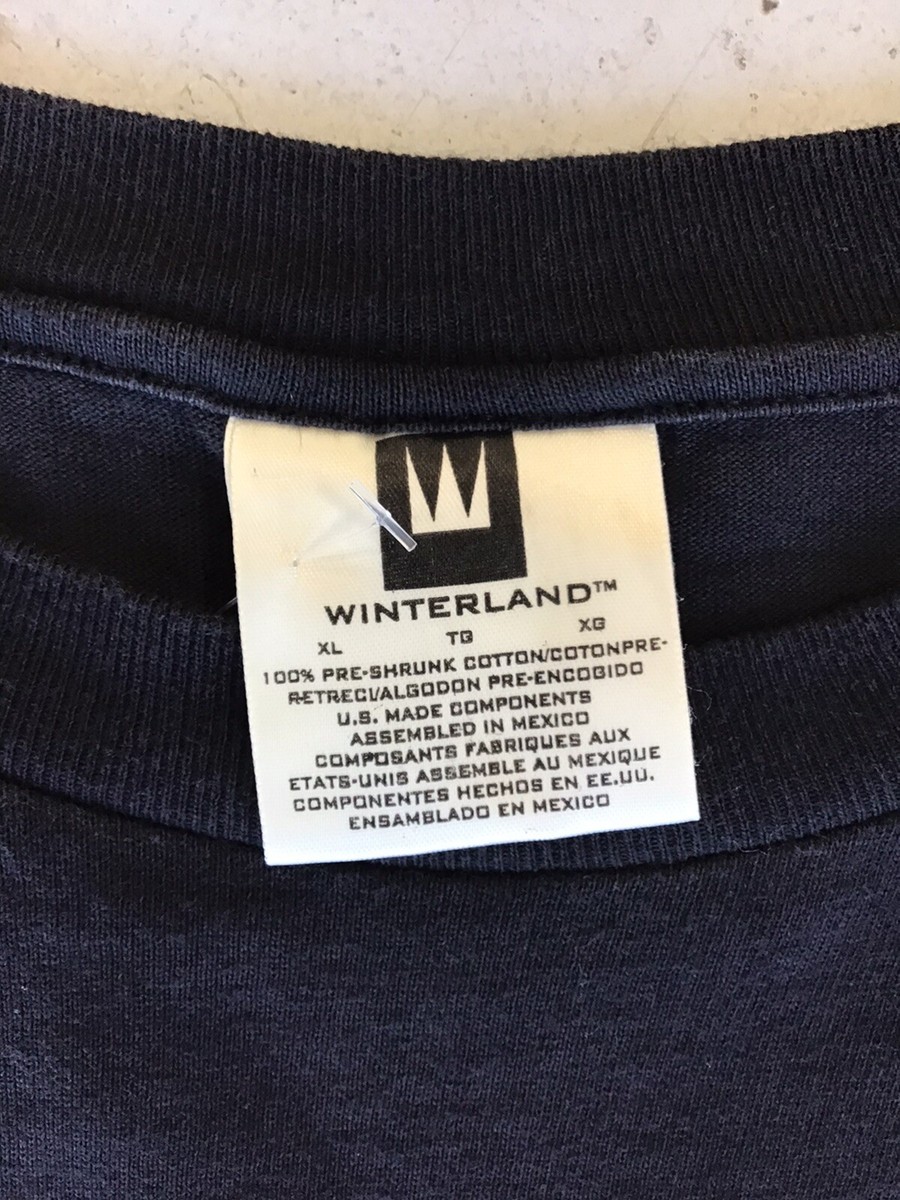 W
WINTERLAND™
XL TG XG
100% PRE-SHRUNK COTTON/COTONPRE-
RETRECI/ALGODON PRE-ENCOGIDO
U.S. MADE COMPONENTS
ASSEMBLED IN MEXICO
COMPOSANTS FABRIQUES AUX
ETATS-UNIS ASSEMBLE AU MEXIQUE
COMPONENTES HECHOS EN EE.UU.
ENSAMBLADO EN MEXICO